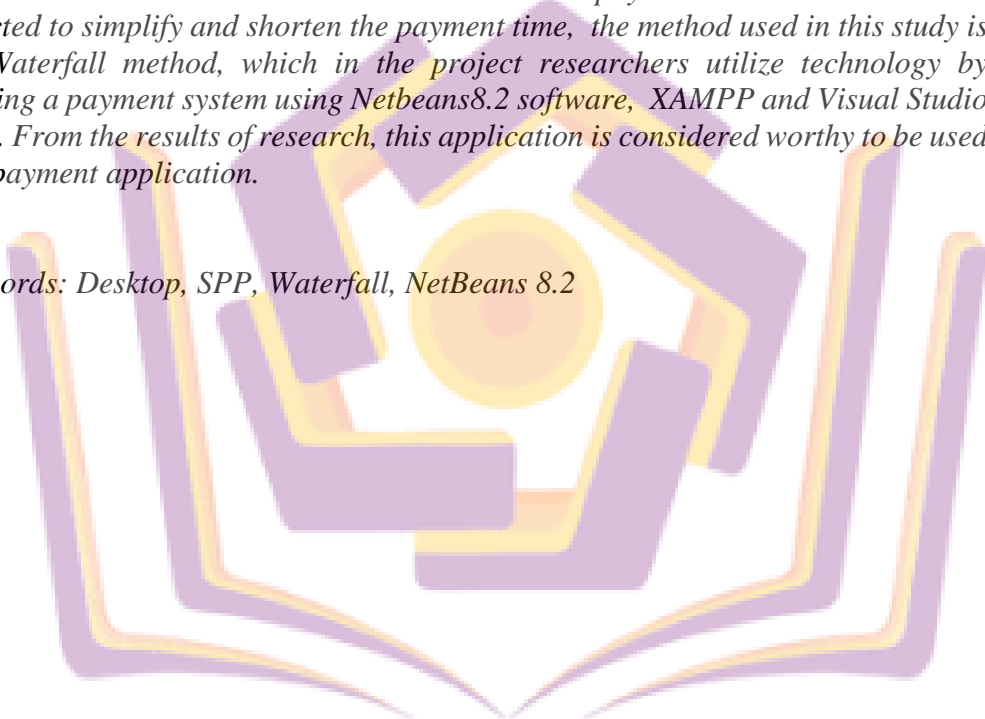 ted to simplify and shorten the payment time, the method used in this study is
Waterfall method, which in the project researchers utilize technology by
ing a payment system using Netbeans8.2 software, XAMPP and Visual Studio
. From the results of research, this application is considered worthy to be used
payment application.
ords: Desktop, SPP, Waterfall, NetBeans 8.2